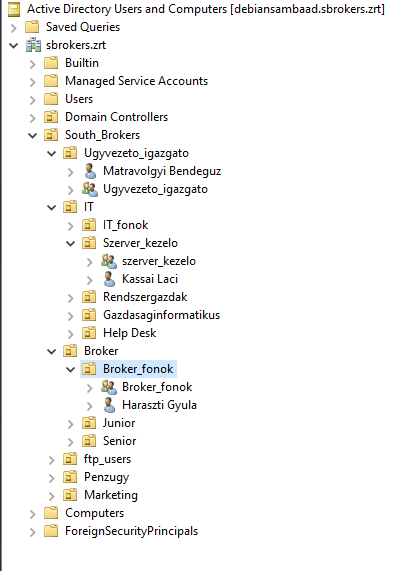 Active Directory Users and Computers [debiansambaad.sbrokers.zrt]
Saved Queries
sbrokers.zrt
Builtin
Managed Service Accounts
Users
Domain Controllers
South_Brokers
Ugyvezeto_igazgato
Matravolgyi Bendeguz
Ugyvezeto_igazgato
IT
IT_fonok
Szerver_kezelo
szerver_kezelo
Kassai Laci
Rendszergazdak
Gazdasaginformatikus
Help Desk
Broker
Broker_fonok
Broker_fonok
Haraszti Gyula
Junior
Senior
ftp_users
Penzugy
Marketing
Computers
ForeignSecurityPrincipals